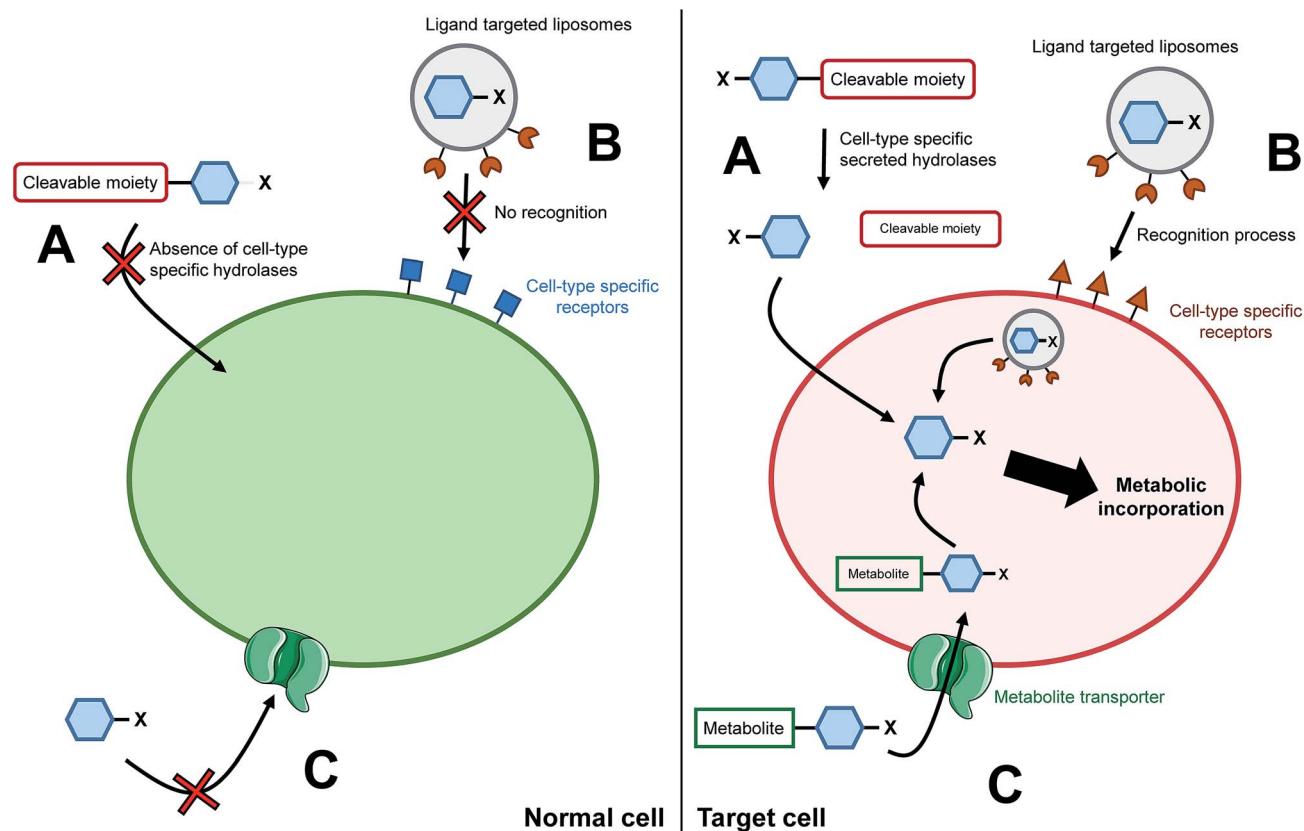 Ligand targeted liposomes
X
B
Cleavable moiety
X
A
No recognition
Absence of cell-type
specific hydrolases
Cell-type specific
receptors
X
C
Normal cell
X
Cleavable moiety
Ligand targeted liposomes
X
A
B
Cell-type specific
secreted hydrolases
X
Cleavable moiety
Recognition process
Cell-type specific
receptors
X
X
Metabolic
incorporation
Metabolite
X
Metabolite transporter
Metabolite
X
C
Target cell